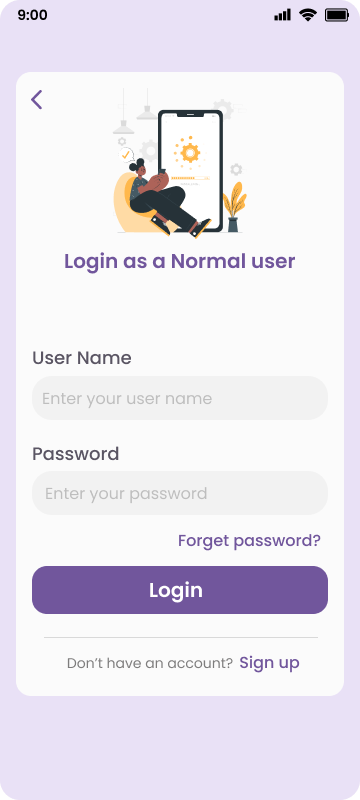 9:00
Login as a Normal user
User Name
Enter your user name
Password
Enter your password
Forget password?
Login
Don't have an account? Sign up